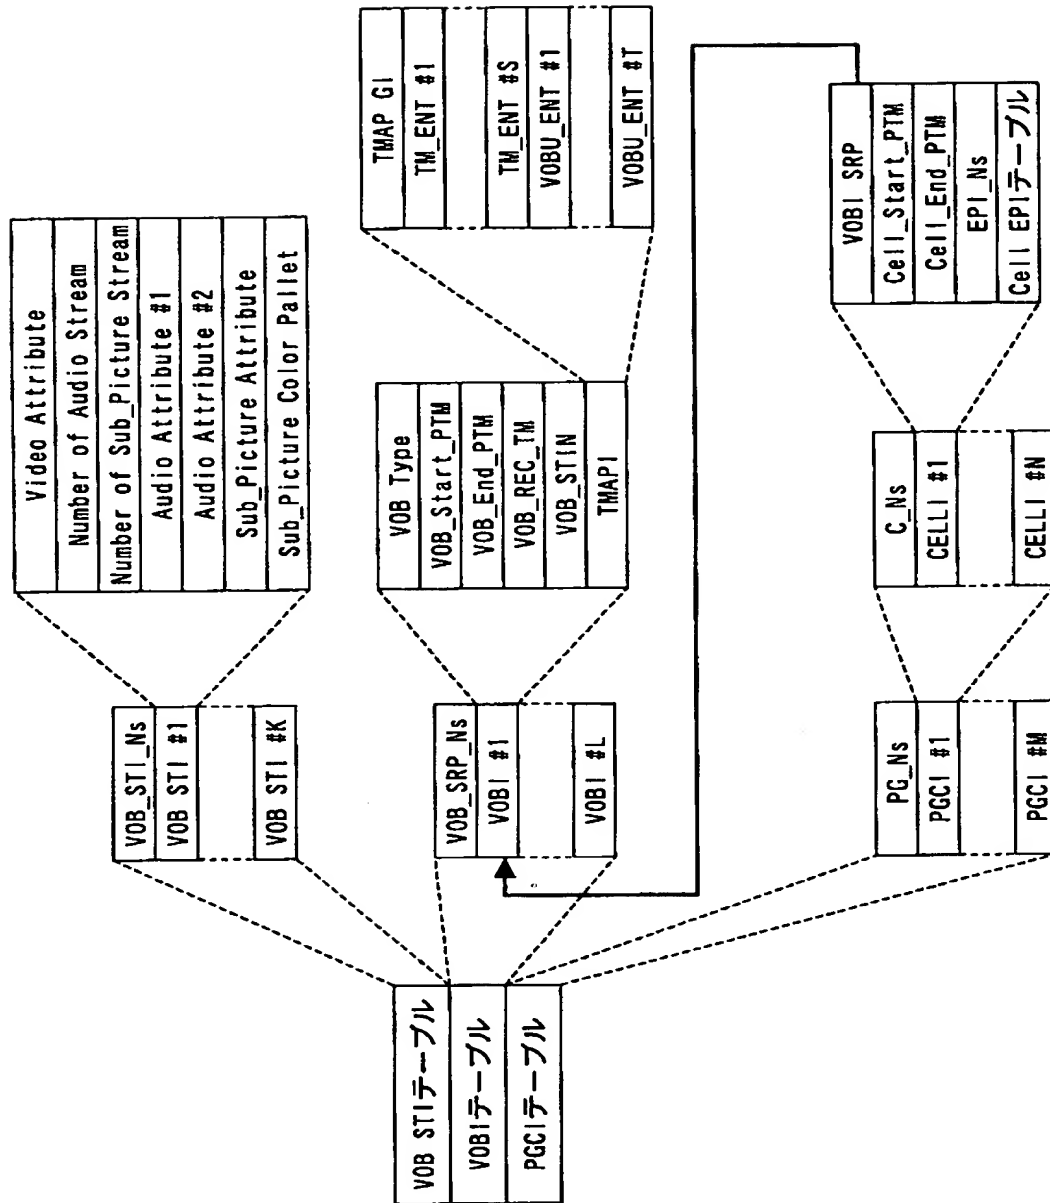 VOB STIテーブル
VOBIテーブル
PGCIテーブル
VOB_STI_Ns
VOB STI #1
VOB STI #K
Video Attribute
Number of Audio Stream
Number of Sub_Picture Stream
Audio Attribute #1
Audio Attribute #2
Sub_Picture Attribute
Sub_Picture Color Pallet
VOB_SRP_Ns
VOBI #1
VOBI #L
VOB Type
VOB_Start_PTM
VOB_End_PTM
VOB_REC_TM
VOB_STIN
TMAPI
TMAP GI
TM_ENT #1
TM_ENT #S
VOBU_ENT #1
VOBU_ENT #T
PG_Ns
PGCI #1
PGCI #M
C_Ns
CELLI #1
CELLI #N
VOBI SRP
Cell_Start_PTM
Cell_End_PTM
EPI_Ns
Cell EPIテーブル